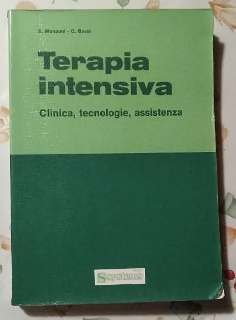 Terapia
intensiva
Clinica, tecnologie, assistenza